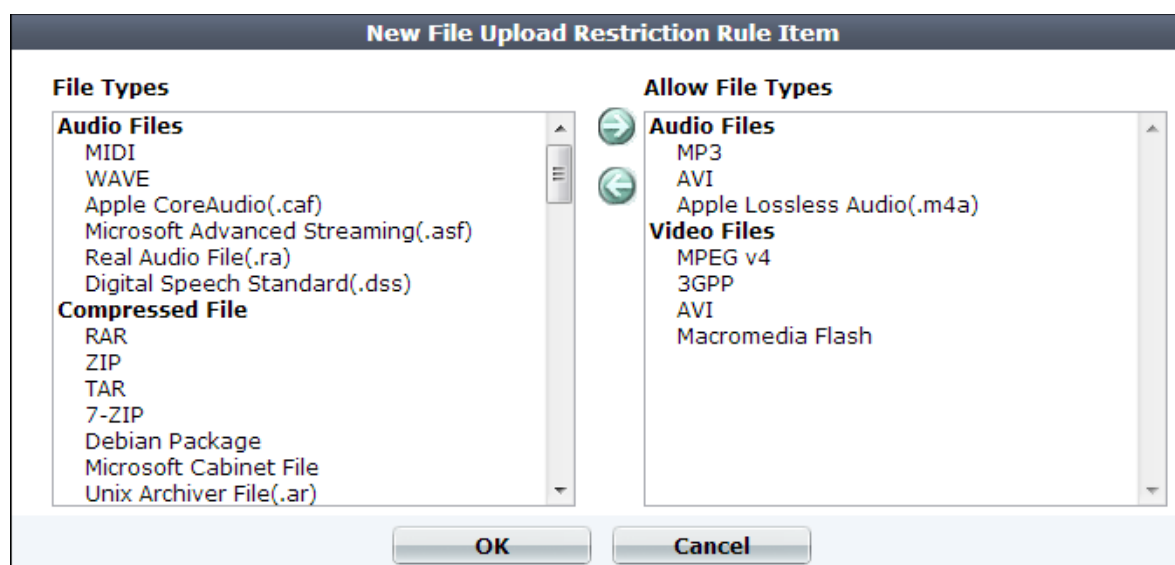 New File Upload Restriction Rule Item
File Types
Audio Files
MIDI
WAVE
Apple CoreAudio(.caf)
Microsoft Advanced Streaming(.asf)
Real Audio File(.ra)
Digital Speech Standard(.dss)
Compressed File
RAR
ZIP
TAR
7-ZIP
Debian Package
Microsoft Cabinet File
Unix Archiver File(.ar)
Allow File Types
Audio Files
MP3
AVI
Apple Lossless Audio(.m4a)
Video Files
MPEG v4
3GPP
AVI
Macromedia Flash
OK
Cancel